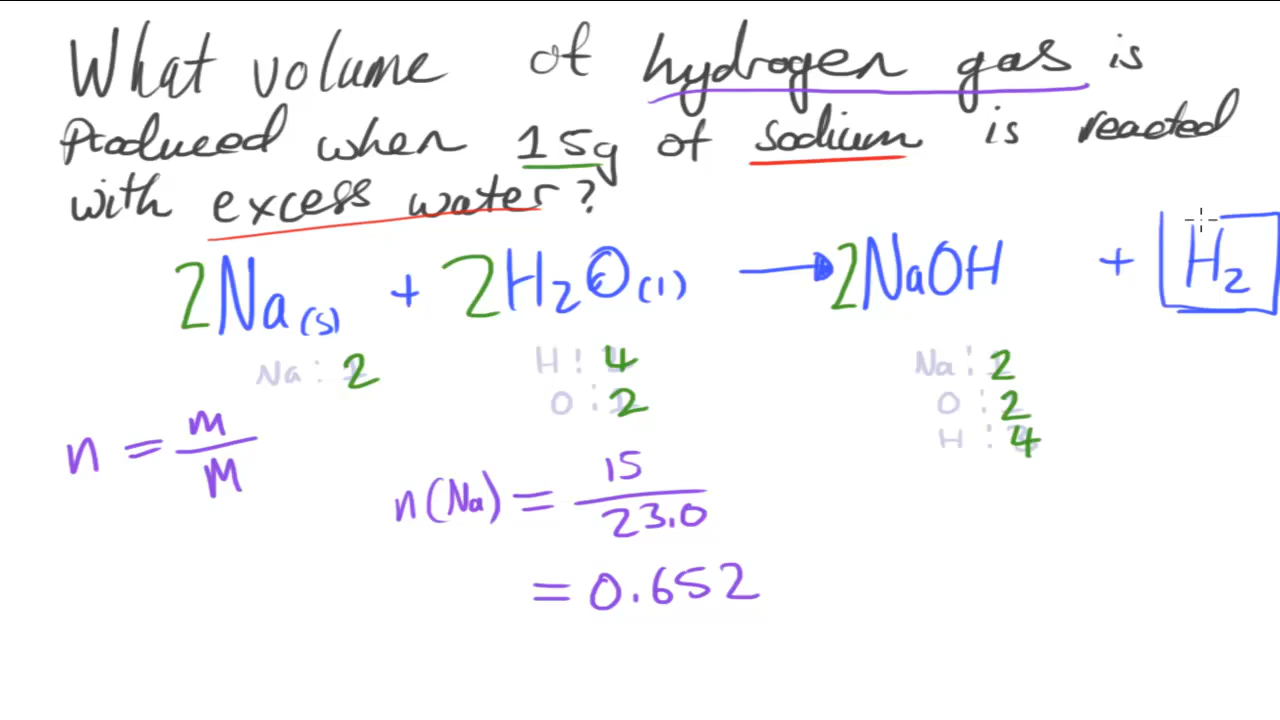 What volume of hydrogen gas is
Produced when 15g of sodium is reacted
with excess water?
2Na(s) + 2H₂O(l) → 2NaOH + H₂
Na: 2 H: 4 Na: 2
O: 2 O: 2
H: 4
n = m/M
n(Na) = 15/23.0
= 0.652